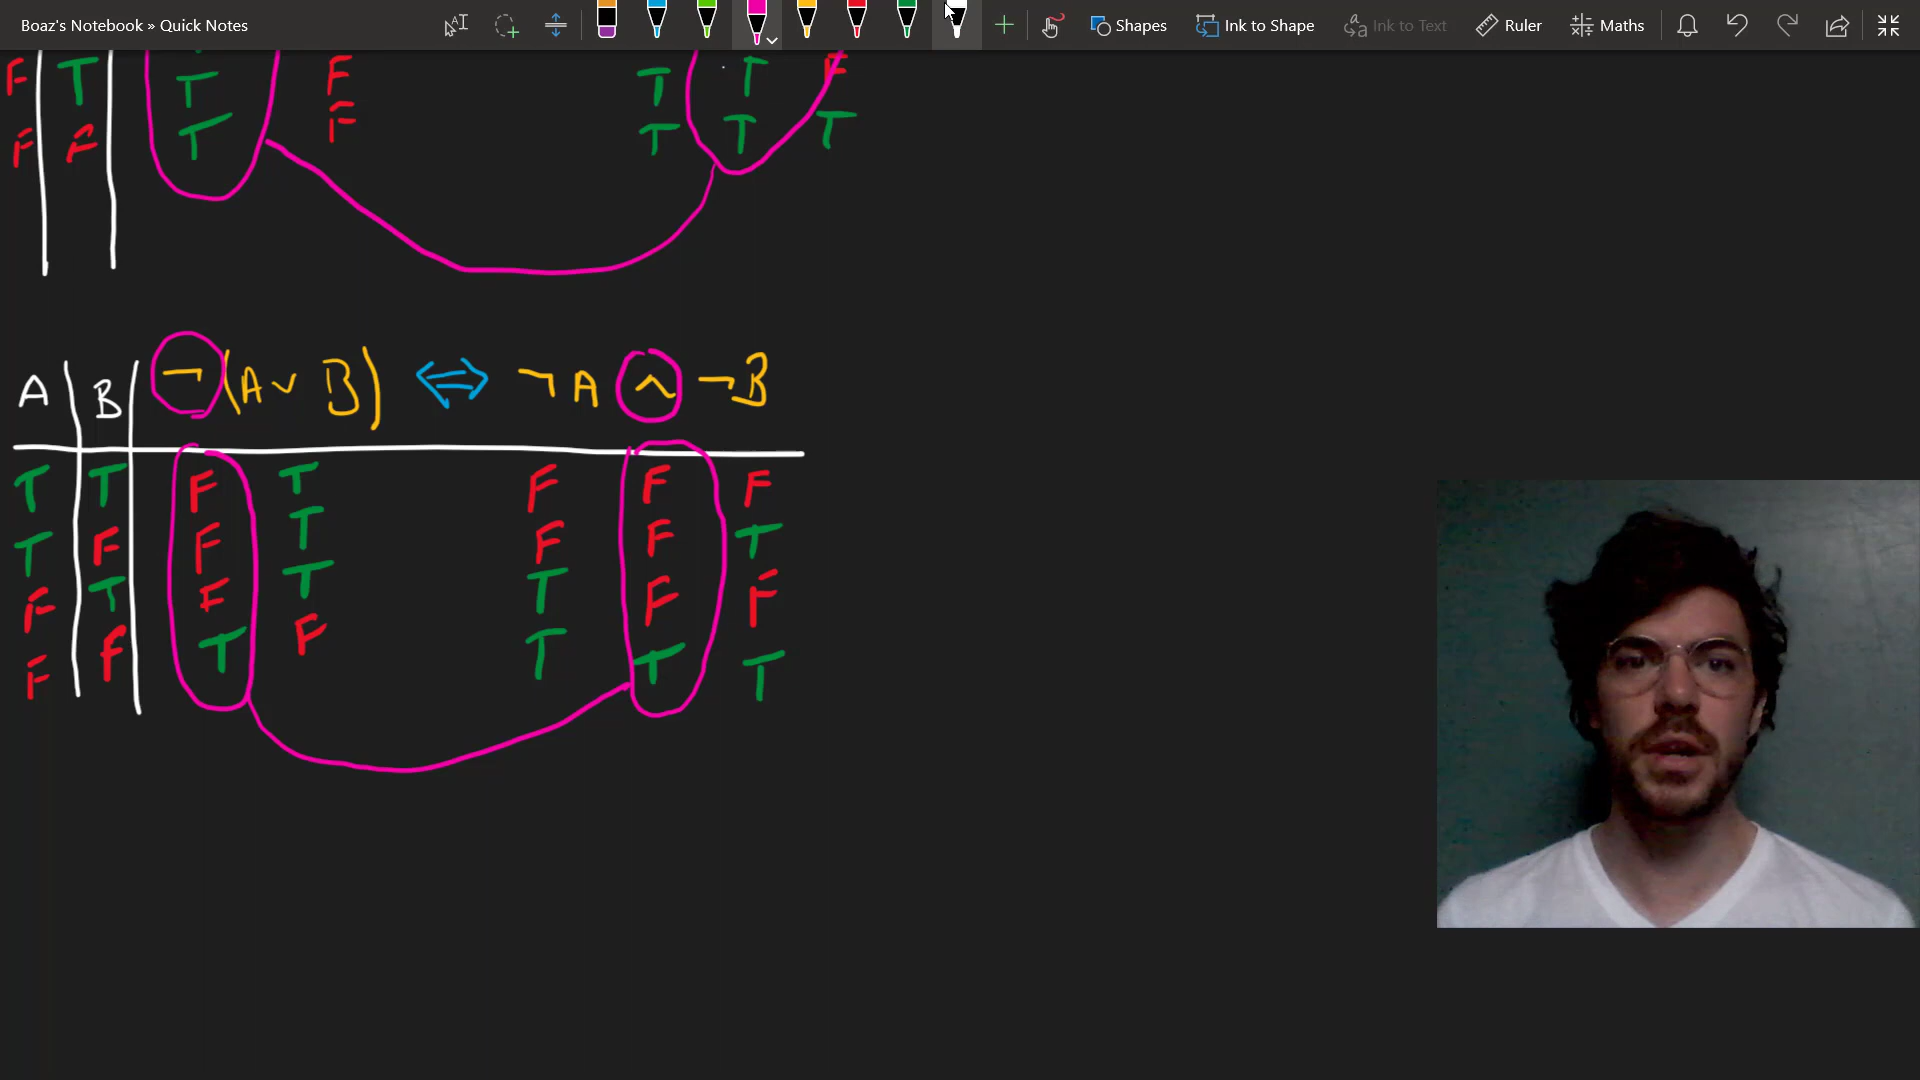 Boaz's Notebook » Quick Notes Shapes Ink to Shape Ink to Text Ruler Maths
F T T F T T F
F F T F T T T
A B ¬(A ∨ B) ⇔ ¬A ∧ ¬B
T T F T F F F
T F F T F F T
F T F T T F F
F F T F T T T